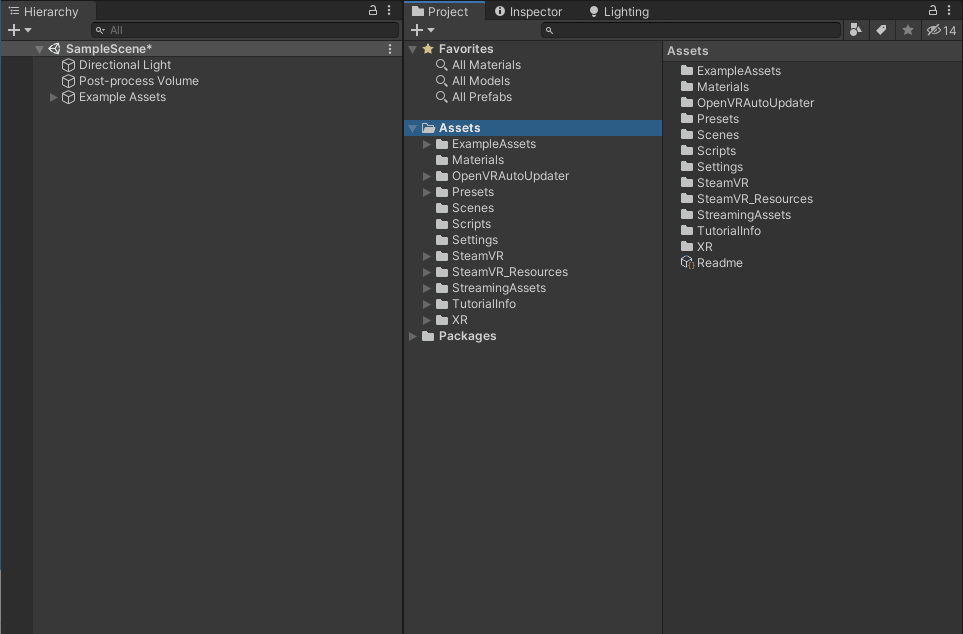 Hierarchy
All
SampleScene*
Directional Light
Post-process Volume
Example Assets
Project
Inspector
Lighting
14
Favorites
All Materials
All Models
All Prefabs
Assets
ExampleAssets
Materials
OpenVRAutoUpdater
Presets
Scenes
Scripts
Settings
SteamVR
SteamVR_Resources
StreamingAssets
TutorialInfo
XR
Packages
Assets
ExampleAssets
Materials
OpenVRAutoUpdater
Presets
Scenes
Scripts
Settings
SteamVR
SteamVR_Resources
StreamingAssets
TutorialInfo
XR
Readme